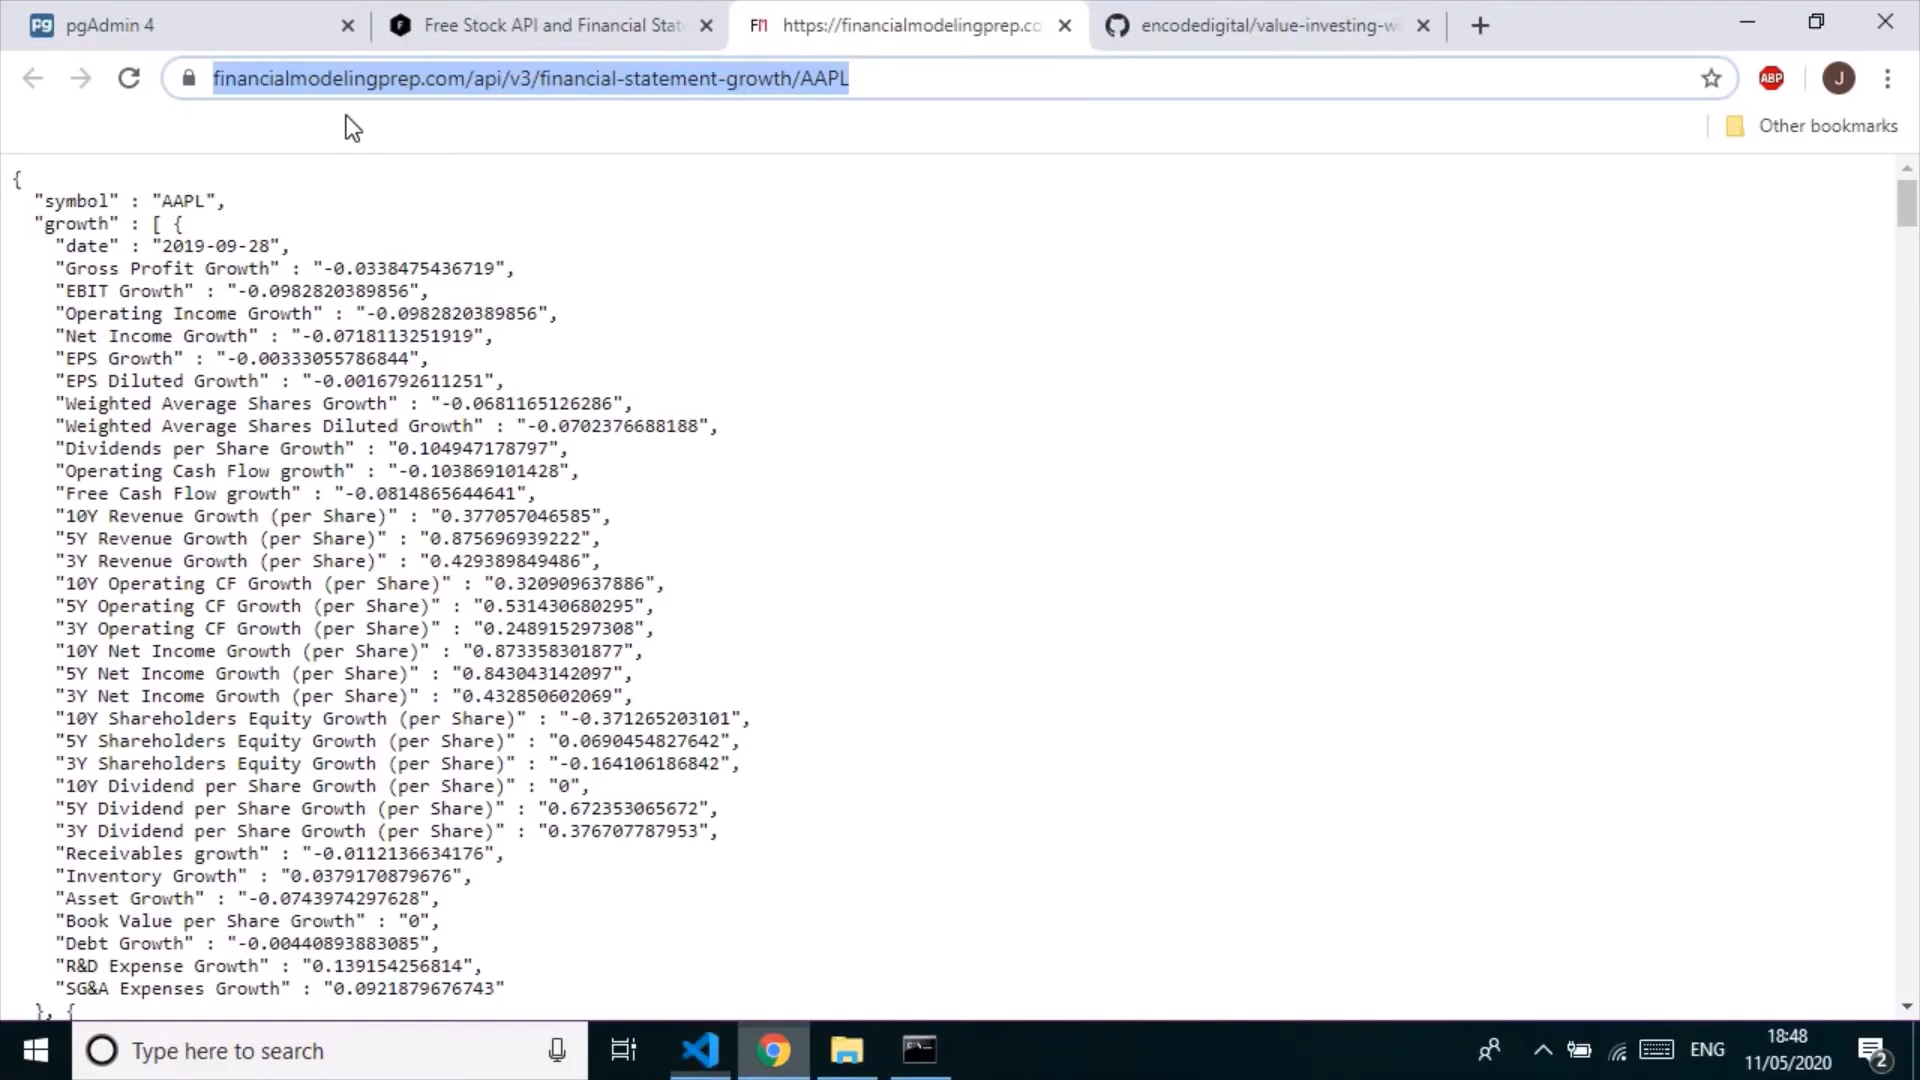 pgAdmin 4
Free Stock API and Financial Stat
https://financialmodelingprep.co
encodedigital/value-investing-wi
financialmodelingprep.com/api/v3/financial-statement-growth/AAPL
ABP
J
Other bookmarks
{
"symbol" : "AAPL",
"growth" : [ {
"date" : "2019-09-28",
"Gross Profit Growth" : "-0.0338475436719",
"EBIT Growth" : "-0.0982820389856",
"Operating Income Growth" : "-0.0982820389856",
"Net Income Growth" : "-0.0718113251919",
"EPS Growth" : "-0.00333055786844",
"EPS Diluted Growth" : "-0.0016792611251",
"Weighted Average Shares Growth" : "-0.0681165126286",
"Weighted Average Shares Diluted Growth" : "-0.0702376688188",
"Dividends per Share Growth" : "0.104947178797",
"Operating Cash Flow growth" : "-0.103869101428",
"Free Cash Flow growth" : "-0.0814865644641",
"10Y Revenue Growth (per Share)" : "0.377057046585",
"5Y Revenue Growth (per Share)" : "0.875696939222",
"3Y Revenue Growth (per Share)" : "0.429389849486",
"10Y Operating CF Growth (per Share)" : "0.320909637886",
"5Y Operating CF Growth (per Share)" : "0.531430680295",
"3Y Operating CF Growth (per Share)" : "0.248915297308",
"10Y Net Income Growth (per Share)" : "0.873358301877",
"5Y Net Income Growth (per Share)" : "0.843043142097",
"3Y Net Income Growth (per Share)" : "0.432850602069",
"10Y Shareholders Equity Growth (per Share)" : "-0.371265203101",
"5Y Shareholders Equity Growth (per Share)" : "0.0690454827642",
"3Y Shareholders Equity Growth (per Share)" : "-0.164106186842",
"10Y Dividend per Share Growth (per Share)" : "0",
"5Y Dividend per Share Growth (per Share)" : "0.672353065672",
"3Y Dividend per Share Growth (per Share)" : "0.376707787953",
"Receivables growth" : "-0.0112136634176",
"Inventory Growth" : "0.0379170879676",
"Asset Growth" : "-0.0743974297628",
"Book Value per Share Growth" : "0",
"Debt Growth" : "-0.00440893883085",
"R&D Expense Growth" : "0.139154256814",
"SG&A Expenses Growth" : "0.0921879676743"
}, {
Type here to search
ENG
18:48
11/05/2020
2